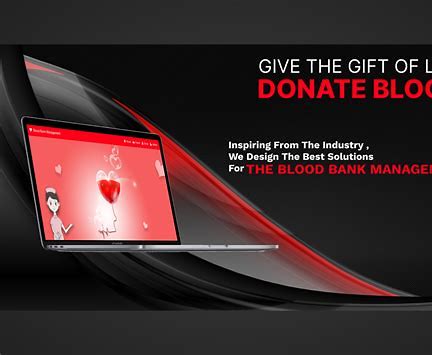 GIVE THE GIFT OF L
DONATE BLOO
Inspiring From The Industry ,
We Design The Best Solutions
For THE BLOOD BANK MANAGE